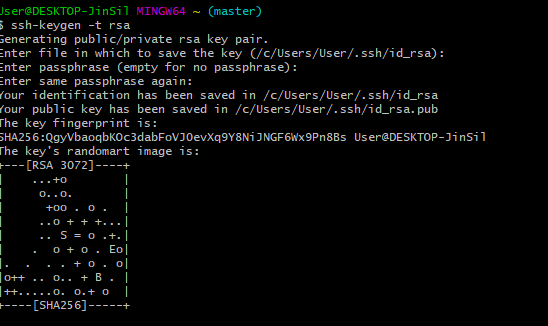 User@DESKTOP-JinSil MINGW64 ~ (master)
$ ssh-keygen -t rsa
Generating public/private rsa key pair.
Enter file in which to save the key (/c/Users/User/.ssh/id_rsa):
Enter passphrase (empty for no passphrase):
Enter same passphrase again:
Your identification has been saved in /c/Users/User/.ssh/id_rsa
Your public key has been saved in /c/Users/User/.ssh/id_rsa.pub
The key fingerprint is:
SHA256:QgyVbaoqbKOc3dabFoVJOevXq9Y8NiJNGF6Wx9Pn8Bs User@DESKTOP-JinSil
The key's randomart image is:
+---[RSA 3072]----+
|    ...+o        |
|     o..o.       |
|      +oo . o .  |
|     ..o + + +...|
|     .. S = o .+.|
|    .  o + o . Eo|
|.  . . . + o . o|
|o++ .. o.. + B . |
|++.....o. o.+ o  |
+----[SHA256]-----+